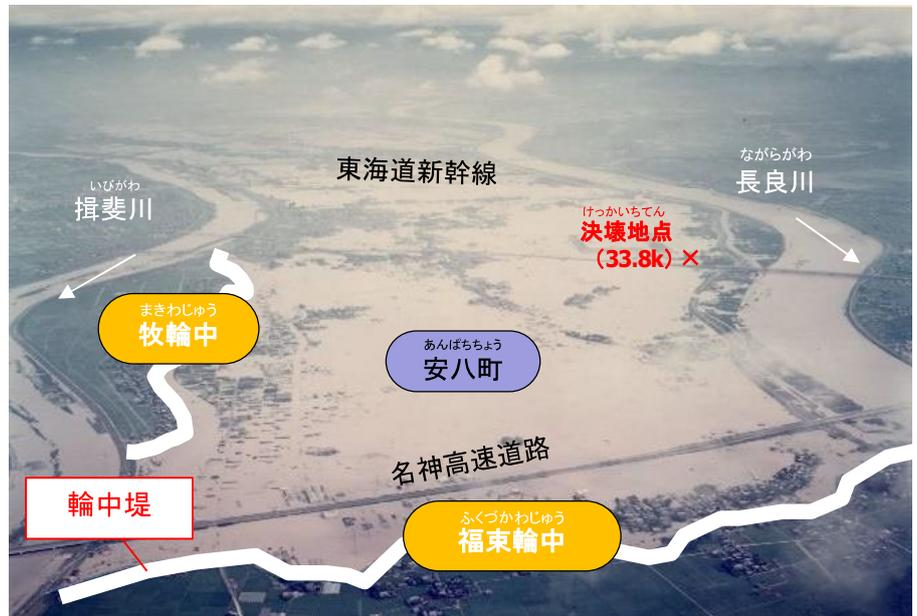 東海道新幹線
ながらがわ
長良川
いびがわ
揖斐川
けっかいちてん
決壊地点
（33.8k）×
まきわじゅう
牧輪中
あんぱちちょう
安八町
名神高速道路
輪中堤
ふくづかわじゅう
福束輪中